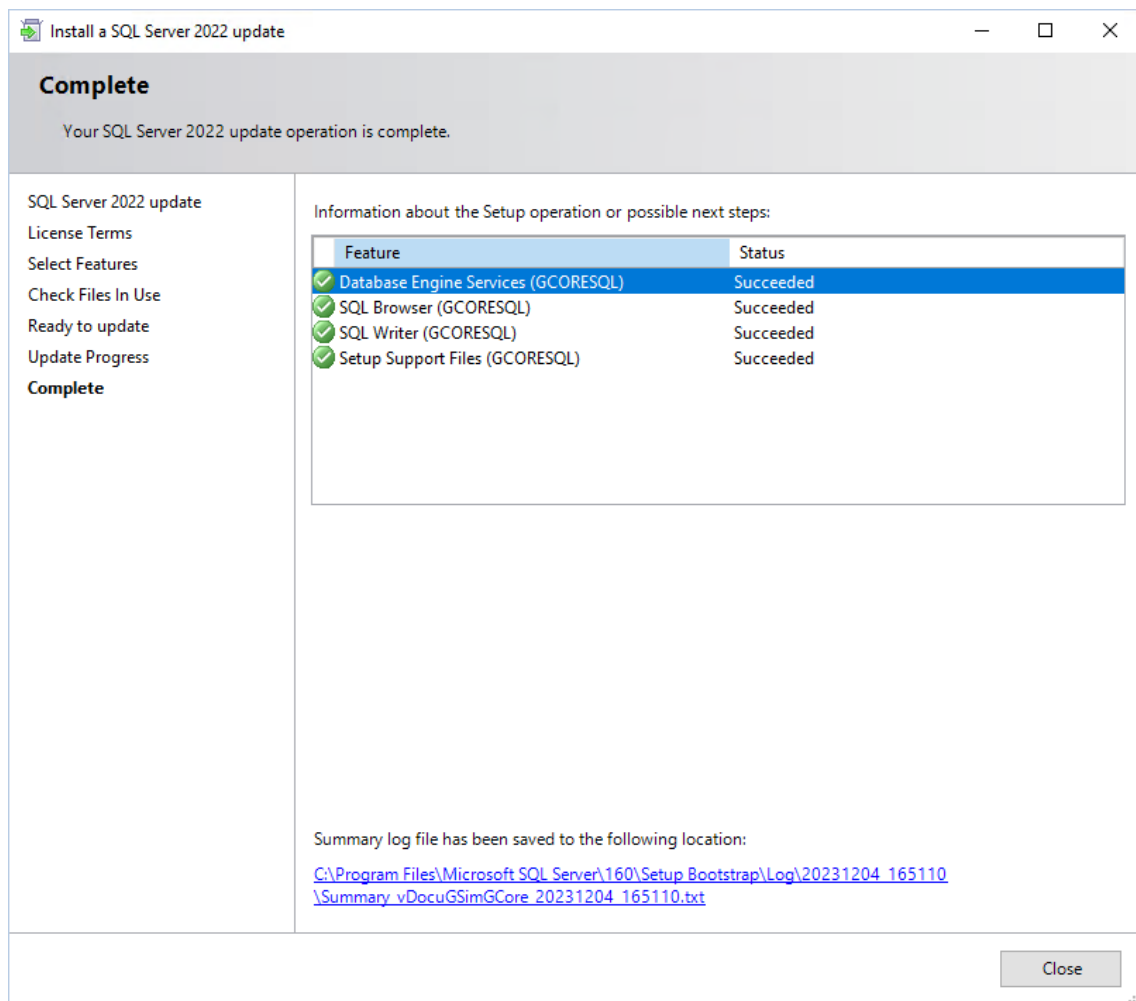 Install a SQL Server 2022 update
Complete
Your SQL Server 2022 update operation is complete.
SQL Server 2022 update
License Terms
Select Features
Check Files In Use
Ready to update
Update Progress
Complete
Information about the Setup operation or possible next steps:
Feature Status
Database Engine Services (GCORESQL) Succeeded
SQL Browser (GCORESQL) Succeeded
SQL Writer (GCORESQL) Succeeded
Setup Support Files (GCORESQL) Succeeded
Summary log file has been saved to the following location:
C:\Program Files\Microsoft SQL Server\160\Setup Bootstrap\Log\20231204_165110
\Summary_vDocuGSimGCore_20231204_165110.txt
Close